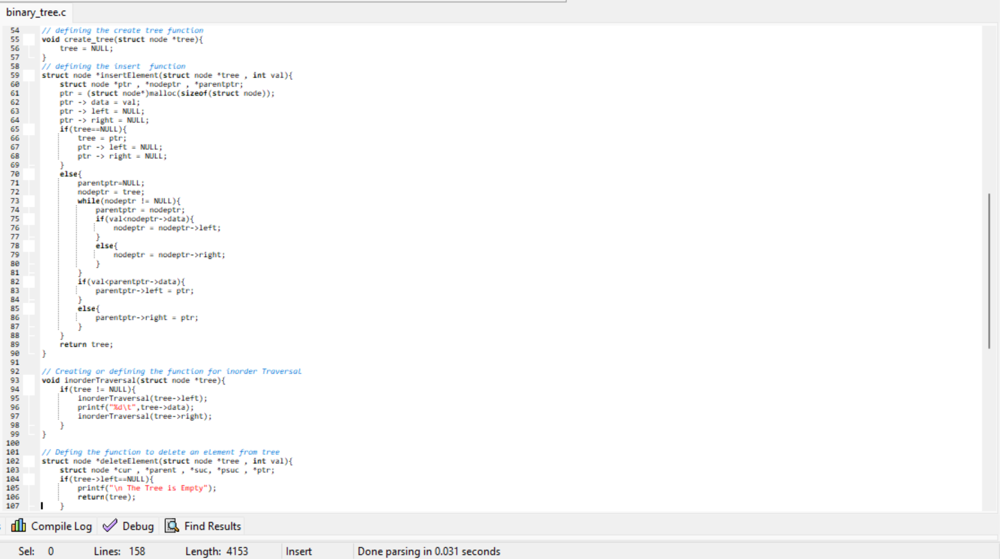 binary_tree.c
54 // defining the create tree function
55 void create_tree(struct node *tree){
56 tree = NULL;
57 }
58 // defining the insert  function
59 struct node *insertElement(struct node *tree , int val){
60 struct node *ptr , *nodeptr , *parentptr;
61 ptr = (struct node*)malloc(sizeof(struct node));
62 ptr -> data = val;
63 ptr -> left = NULL;
64 ptr -> right = NULL;
65 if(tree==NULL){
66 tree = ptr;
67 ptr -> left = NULL;
68 ptr -> right = NULL;
69 }
70 else{
71 parentptr=NULL;
72 nodeptr = tree;
73 while(nodeptr != NULL){
74 parentptr = nodeptr;
75 if(val<nodeptr->data){
76 nodeptr = nodeptr->left;
77 }
78 else{
79 nodeptr = nodeptr->right;
80 }
81 }
82 if(val<parentptr->data){
83 parentptr->left = ptr;
84 }
85 else{
86 parentptr->right = ptr;
87 }
88 }
89 return tree;
90 }
91
92 // Creating or defining the function for inorder Traversal
93 void inorderTraversal(struct node *tree){
94 if(tree != NULL){
95 inorderTraversal(tree->left);
96 printf("%d\t",tree->data);
97 inorderTraversal(tree->right);
98 }
99 }
100
101 // Defing the function to delete an element from tree
102 struct node *deleteElement(struct node *tree , int val){
103 struct node *cur , *parent , *suc, *psuc , *ptr;
104 if(tree->left==NULL){
105 printf("\n The Tree is Empty");
106 return(tree);
107 }
Compile Log Debug Find Results
Sel: 0 Lines: 158 Length: 4153 Insert Done parsing in 0.031 seconds